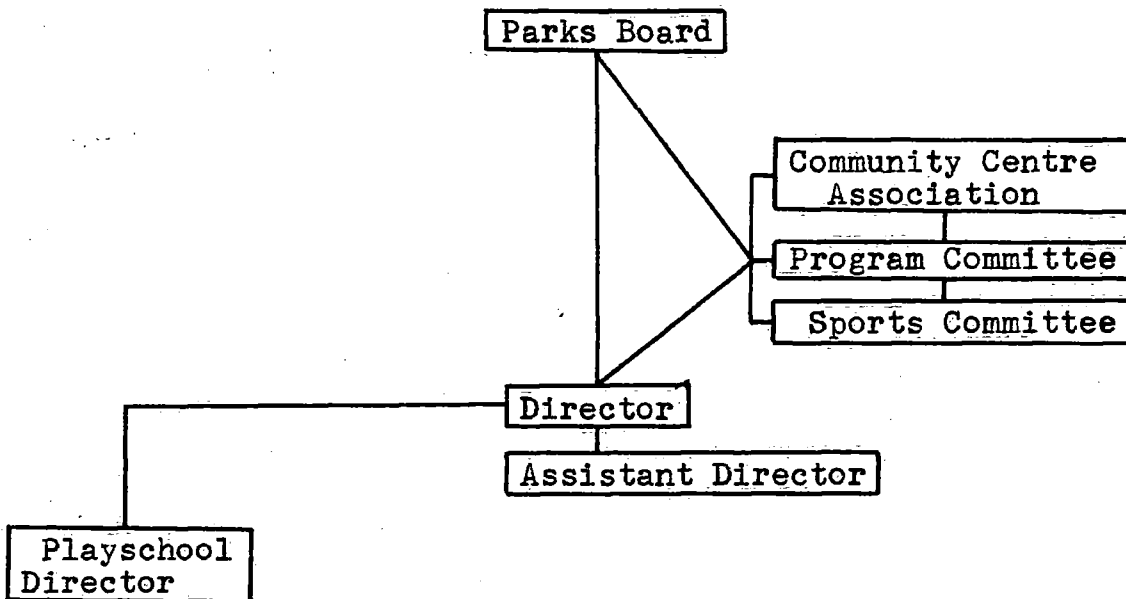 Parks Board
Community Centre
Association
Program Committee
Sports Committee
Director
Assistant Director
Playschool
Director